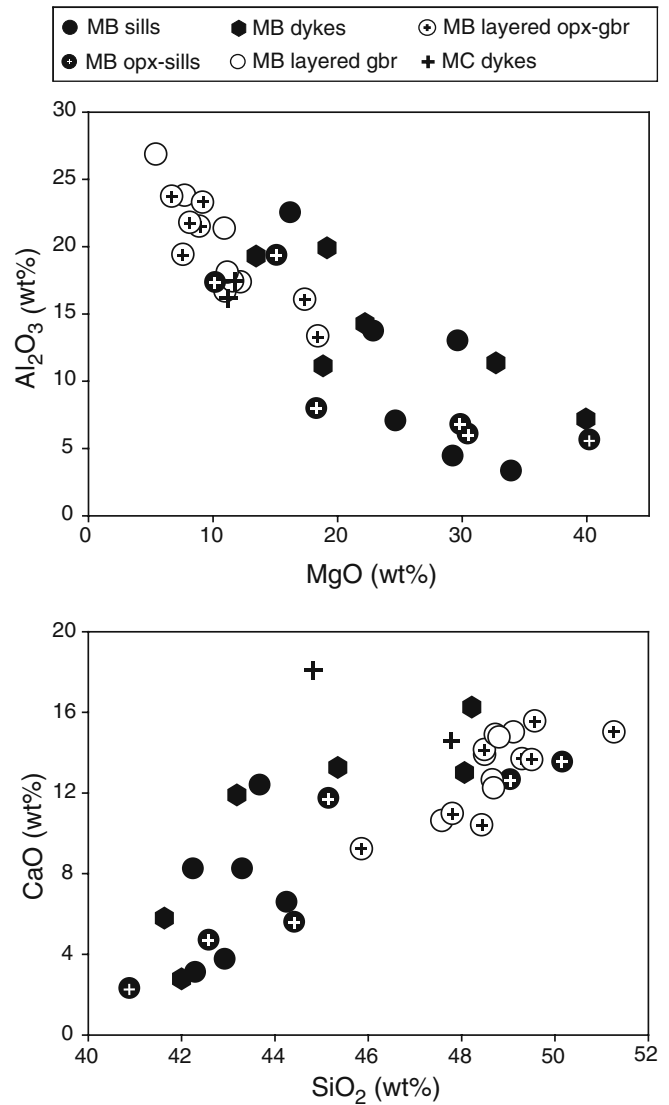 MB sills MB dykes MB layered opx-gbr
MB opx-sills MB layered gbr MC dykes
30
25
20
15
10
5
0
Al₂O₃ (wt%)
0 10 20 30 40
MgO (wt%)
20
16
12
8
4
0
CaO (wt%)
40 42 44 46 48 50 52
SiO₂ (wt%)